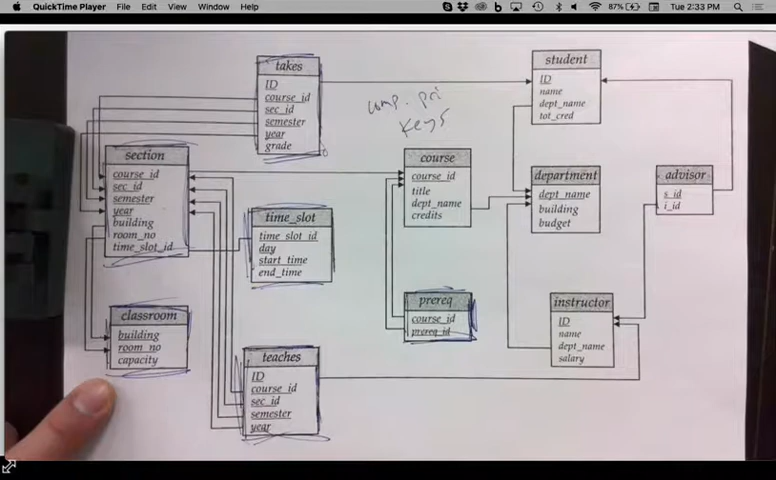 QuickTime Player File Edit View Window Help 87% Tue 2:33 PM
takes
ID
course_id
sec_id
semester
year
grade
student
ID
name
dept_name
tot_cred
comp. pri
keys
section
course_id
sec_id
semester
year
building
room_no
time_slot_id
course
course_id
title
dept_name
credits
department
dept_name
building
budget
advisor
s_id
i_id
time_slot
time_slot_id
day
start_time
end_time
classroom
building
room_no
capacity
prereq
course_id
prereq_id
instructor
ID
name
dept_name
salary
teaches
ID
course_id
sec_id
semester
year